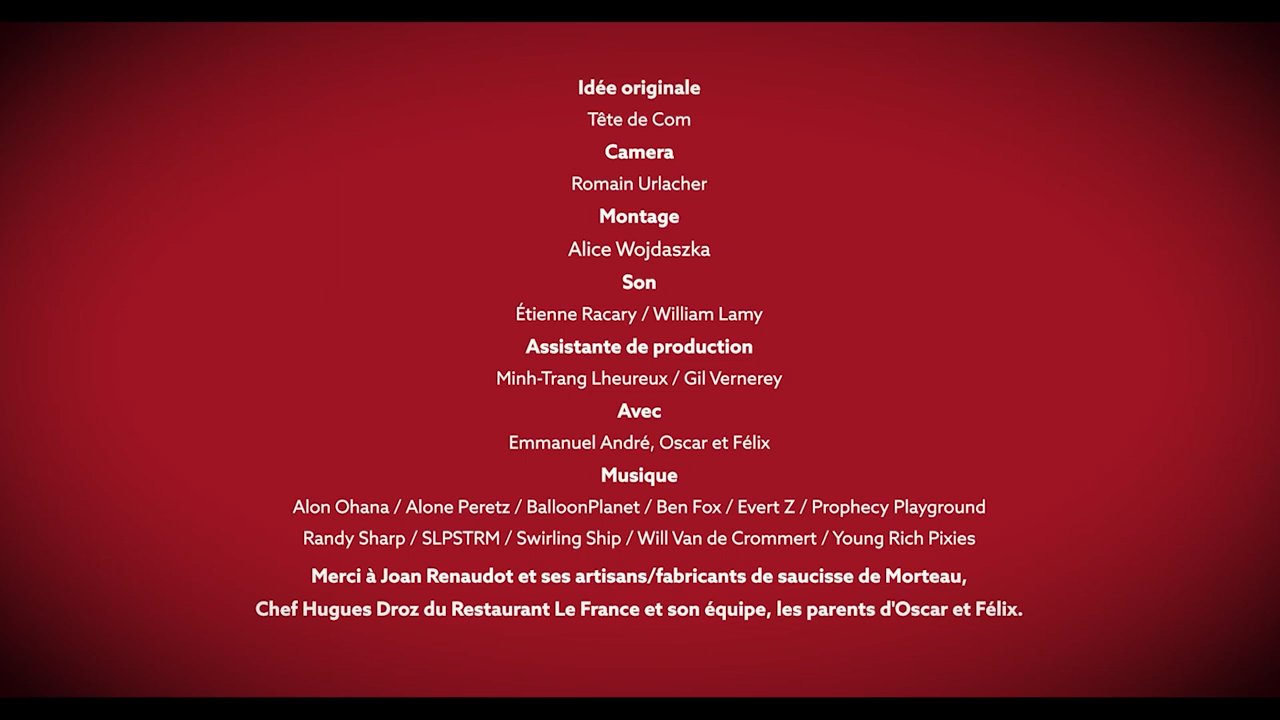 Idée originale
Tête de Com
Camera
Romain Urlacher
Montage
Alice Wojdaszka
Son
Étienne Racary / William Lamy
Assistante de production
Minh-Trang Lheureux / Gil Vernerey
Avec
Emmanuel André, Oscar et Félix
Musique
Alon Ohana / Alone Peretz / BalloonPlanet / Ben Fox / Evert Z / Prophecy Playground
Randy Sharp / SLPSTRM / Swirling Ship / Will Van de Crommert / Young Rich Pixies
Merci à Joan Renaudot et ses artisans/fabricants de saucisse de Morteau,
Chef Hugues Droz du Restaurant Le France et son équipe, les parents d'Oscar et Félix.